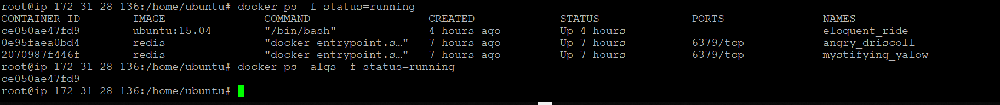 root@ip-172-31-28-136:/home/ubuntu# docker ps -f status=running
CONTAINER ID        IMAGE               COMMAND                  CREATED             STATUS              PORTS               NAMES
ce050ae47fd9        ubuntu:15.04        "/bin/bash"              4 hours ago         Up 4 hours                              eloquent_ride
0e95faea0bd4        redis               "docker-entrypoint.s…"   7 hours ago         Up 7 hours          6379/tcp            angry_driscoll
2070987f446f        redis               "docker-entrypoint.s…"   7 hours ago         Up 7 hours          6379/tcp            mystifying_yalow
root@ip-172-31-28-136:/home/ubuntu# docker ps -alqs -f status=running
ce050ae47fd9
root@ip-172-31-28-136:/home/ubuntu#